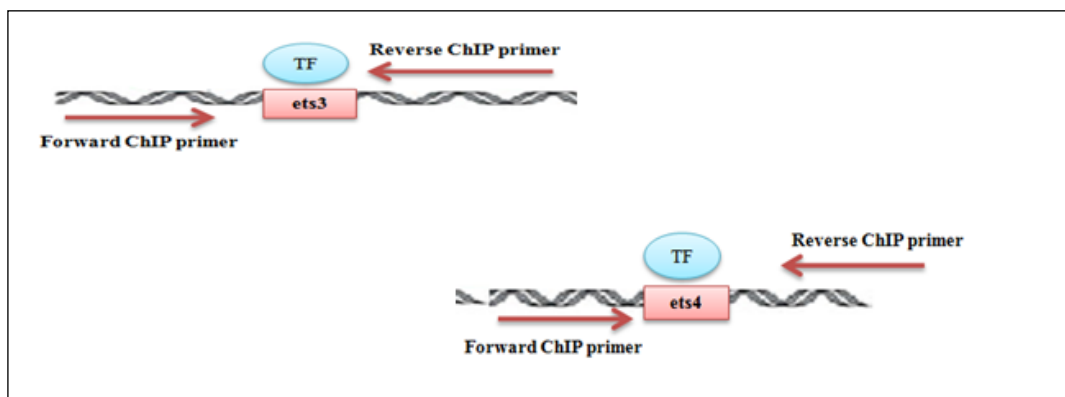 Reverse ChIP primer
TF
ets3
Forward ChIP primer
Reverse ChIP primer
TF
ets4
Forward ChIP primer